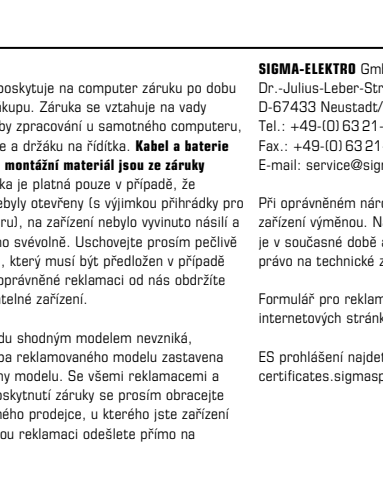 poskytuje na computer záruku po dobu
kupu. Záruka se vztahuje na vady
by zpracování u samotného computeru,
e a držáku na řídítka. Kabel a baterie
montážní materiál jsou ze záruky
ka je platná pouze v případě, že
ebyly otevřeny (s výjimkou přihrádky pro
ru), na zařízení nebylo vyvinuto násilí a
no svévolně. Uschovejte prosím pečlivě
, který musí být předložen v případě
oprávněné reklamaci od nás obdržíte
atelné zařízení.
du shodným modelem nevzniká,
ba reklamovaného modelu zastavena
ny modelu. Se všemi reklamacemi a
oskytnutí záruky se prosím obracejte
ného prodejce, u kterého jste zařízení
ou reklamaci odešlete přímo na
SIGMA-ELEKTRO Gmb
Dr.-Julius-Leber-Str
D-67433 Neustadt/
Tel.: +49-(0) 63 21-
Fax.: +49-(0) 63 21-
E-mail: service@sigm
Při oprávněném náro
zařízení výměnou. Ná
je v současné době a
právo na technické z
Formulář pro reklam
internetových stránk
ES prohlášení najdet
certificates.sigmasp